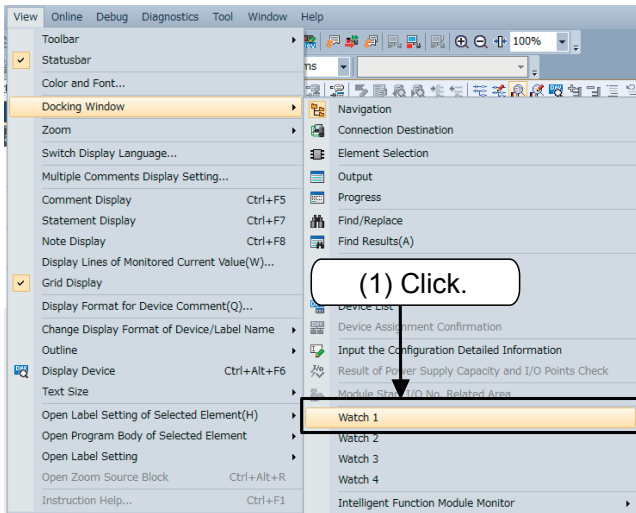 View Online Debug Diagnostics Tool Window Help
Toolbar
100%
Statusbar
ns
Color and Font...
Docking Window
Navigation
Zoom
Connection Destination
Switch Display Language...
Element Selection
Multiple Comments Display Setting...
Output
Comment Display Ctrl+F5
Progress
Statement Display Ctrl+F7
Find/Replace
Note Display Ctrl+F8
Find Results(A)
Display Lines of Monitored Current Value(W)...
Grid Display
(1) Click.
Display Format for Device Comment(Q)...
Device List
Change Display Format of Device/Label Name
Device Assignment Confirmation
Outline
Input the Configuration Detailed Information
Display Device Ctrl+Alt+F6
Result of Power Supply Capacity and I/O Points Check
Text Size
Module Start I/O No. Related Area
Open Label Setting of Selected Element(H)
Watch 1
Open Program Body of Selected Element
Watch 2
Open Label Setting
Watch 3
Open Zoom Source Block Ctrl+Alt+R
Watch 4
Instruction Help... Ctrl+F1
Intelligent Function Module Monitor